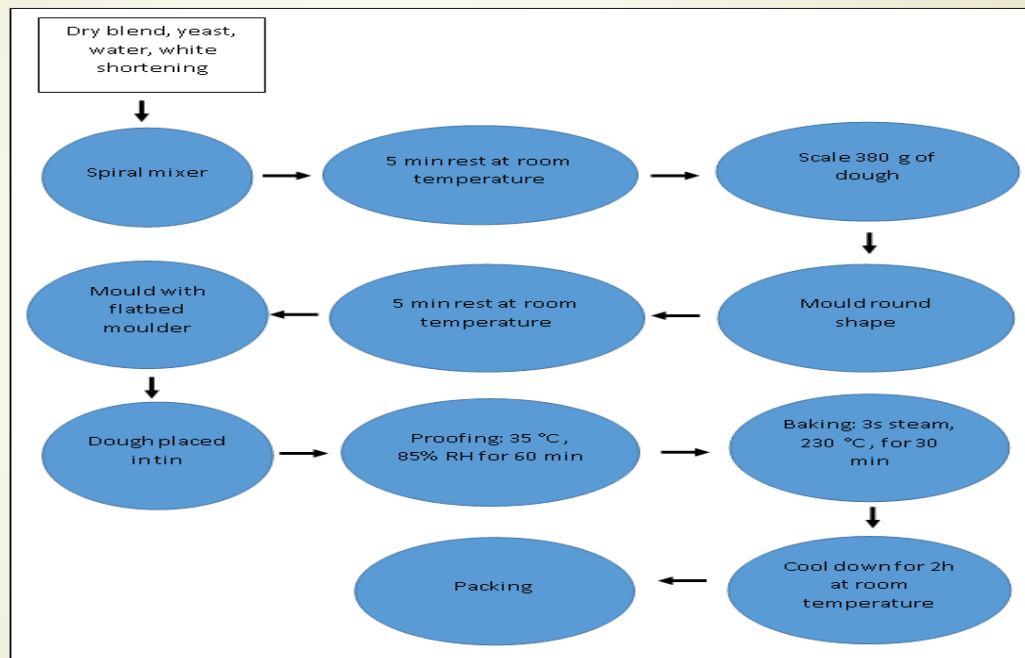 Dry blend, yeast,
water, white
shortening
Spiral mixer
5 min rest at room
temperature
Scale 380 g of
dough
Mould round
shape
5 min rest at room
temperature
Mould with
flatbed
moulder
Dough placed
in tin
Proofing: 35 °C,
85% RH for 60 min
Baking: 3s steam,
230 °C, for 30
min
Cool down for 2h
at room
temperature
Packing